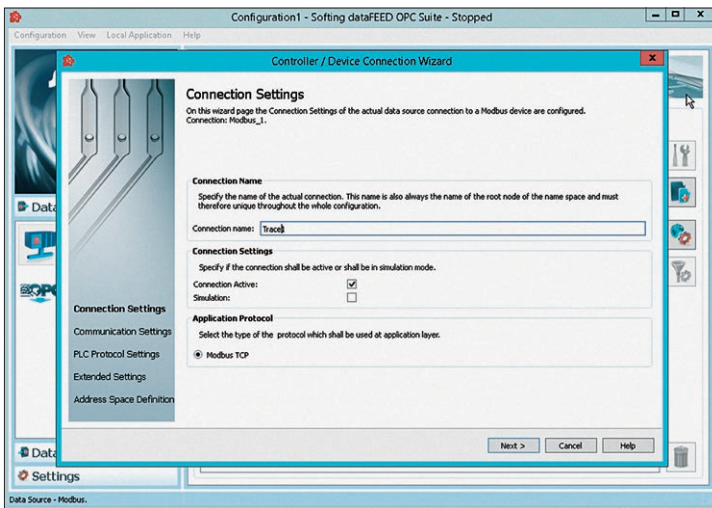 Configuration1 - Softing dataFEED OPC Suite - Stopped
Configuration View Local Application Help
Controller / Device Connection Wizard
Connection Settings
On this wizard page the Connection Settings of the actual data source connection to a Modbus device are configured.
Connection: Modbus_1.
Connection Name
Specify the name of the actual connection. This name is also always the name of the root node of the name space and must
therefore unique throughout the whole configuration.
Connection name:
Connection Settings
Specify if the connection shall be active or shall be in simulation mode.
Connection Active:
Simulation:
Application Protocol
Select the type of the protocol which shall be used at application layer.
Modbus TCP
Connection Settings
Communication Settings
PLC Protocol Settings
Extended Settings
Address Space Definition
Next > Cancel Help
Data
OPC
Data
Settings
Data Source - Modbus.